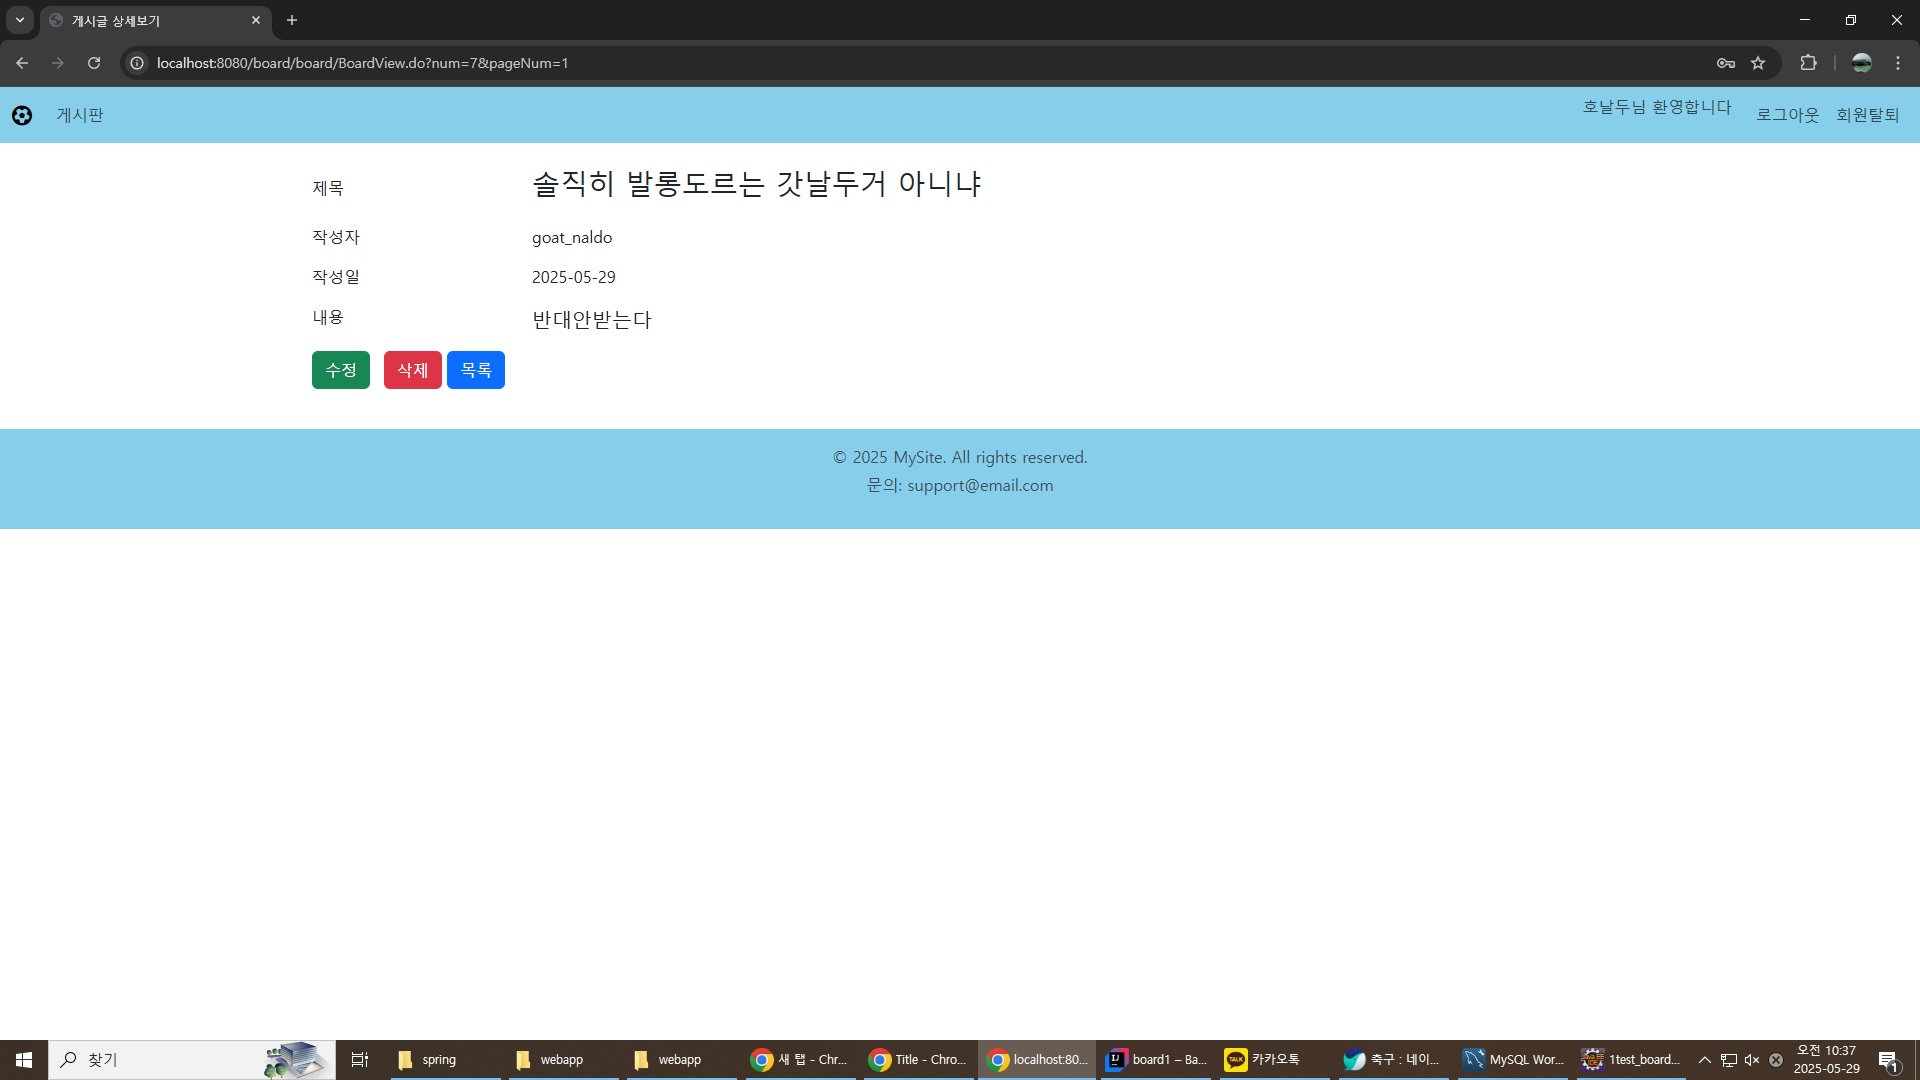 게시글 상세보기
localhost:8080/board/board/BoardView.do?num=7&pageNum=1
게시판
호날두님 환영합니다
로그아웃
회원탈퇴
제목
솔직히 발롱도르는 갓날두거 아니냐
작성자
goat_naldo
작성일
2025-05-29
내용
반대안받는다
수정
삭제
목록
© 2025 MySite. All rights reserved.
문의: support@email.com
찾기
spring
webapp
webapp
새 탭 - Chr...
Title - Chro...
localhost:80...
board1 – Ba...
카카오톡
축구 : 네이...
MySQL Wor...
1test_board...
오전 10:37
2025-05-29
1